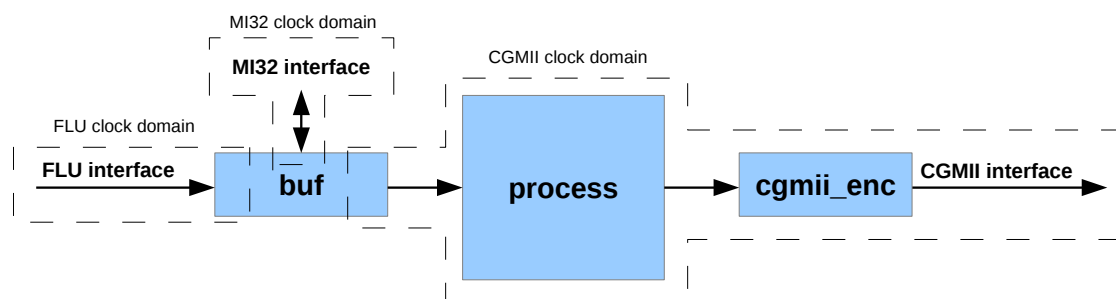 MI32 clock domain
MI32 interface
CGMII clock domain
FLU clock domain
FLU interface
buf
process
cgmii_enc
CGMII interface